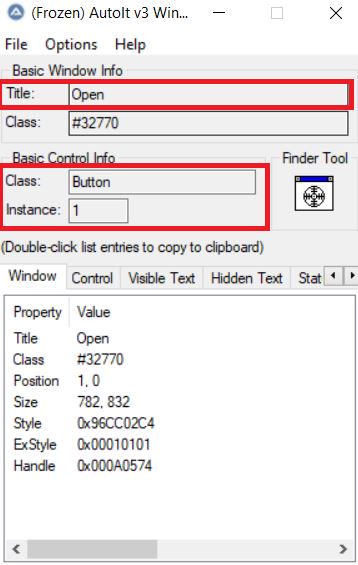 (Frozen) AutoIt v3 Win...
File Options Help
Basic Window Info
Title: Open
Class: #32770
Basic Control Info
Class: Button
Instance: 1
Finder Tool
(Double-click list entries to copy to clipboard)
Window Control Visible Text Hidden Text Stat
Property Value
Title Open
Class #32770
Position 1, 0
Size 782, 832
Style 0x96CC02C4
ExStyle 0x00010101
Handle 0x000A0574